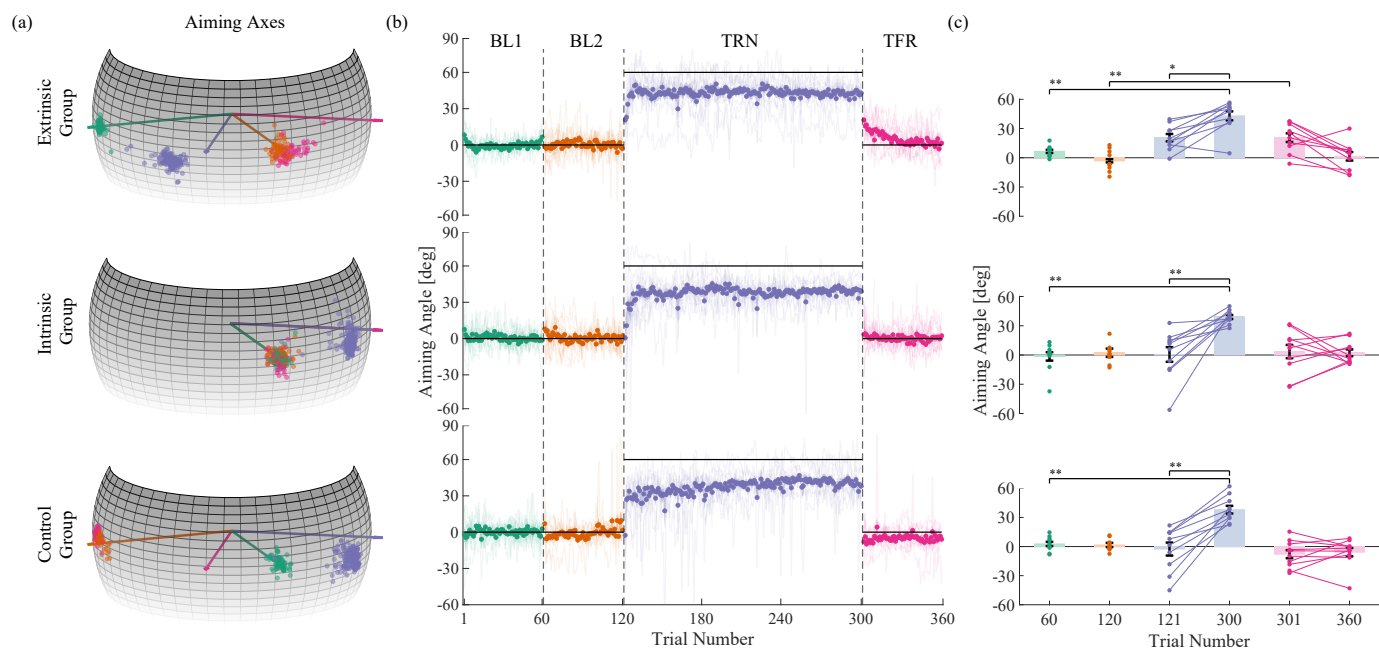 (a) Aiming Axes (b) (c)
BL1 BL2 TRN TFR
Extrinsic
Group
90
60
30
0
-30
-60
** ** *
60
30
0
-30
-60
Intrinsic
Group
Aiming Angle [deg]
90
60
30
0
-30
-60
Aiming Angle [deg]
** **
60
30
0
-30
-60
Control
Group
90
60
30
0
-30
-60
** **
60
30
0
-30
-60
1 60 120 180 240 300 360
Trial Number
60 120 121 300 301 360
Trial Number